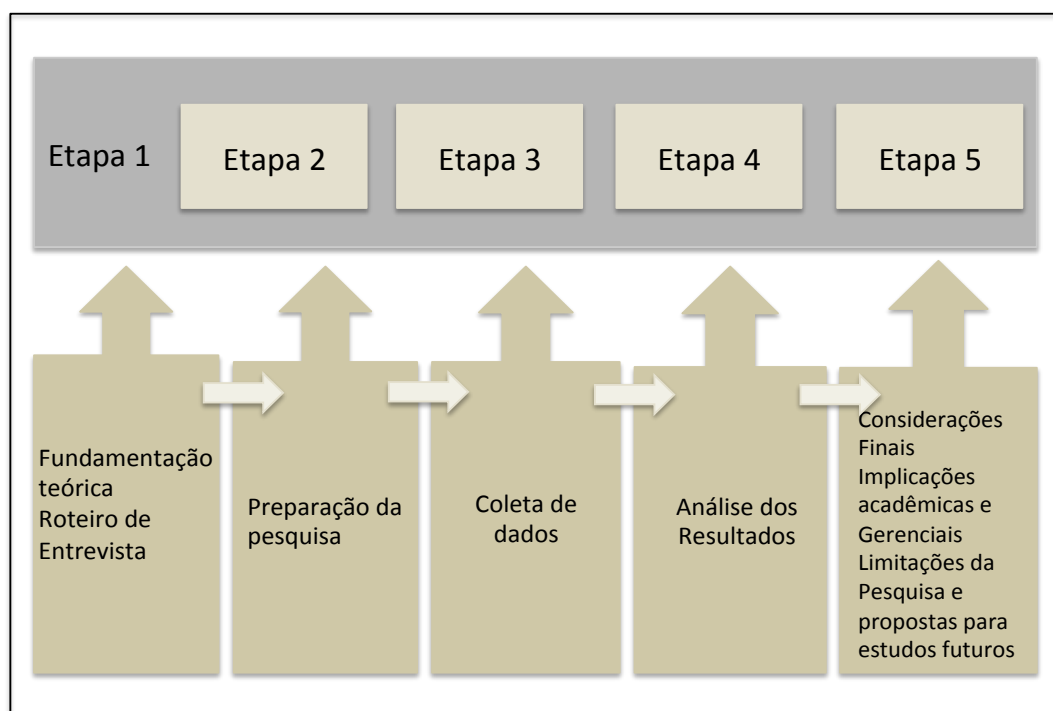 Etapa 1
Etapa 2
Etapa 3
Etapa 4
Etapa 5
Fundamentação
teórica
Roteiro de
Entrevista
Preparação da
pesquisa
Coleta de
dados
Análise dos
Resultados
Considerações
Finais
Implicações
acadêmicas e
Gerenciais
Limitações da
Pesquisa e
propostas para
estudos futuros